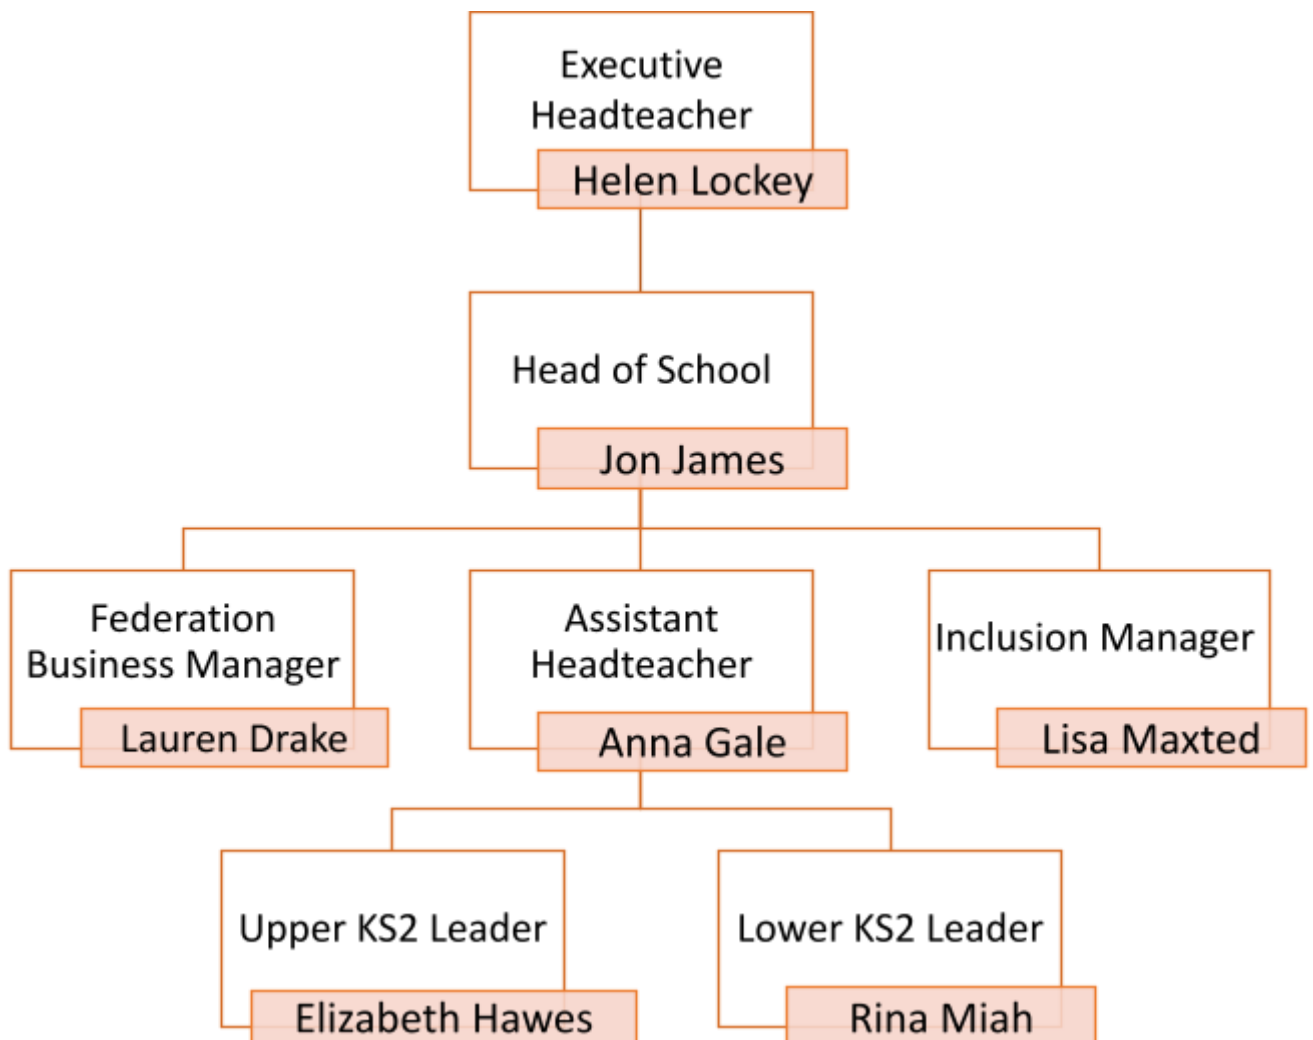 Executive
Headteacher
Helen Lockey
Head of School
Jon James
Federation
Business Manager
Lauren Drake
Assistant
Headteacher
Anna Gale
Inclusion Manager
Lisa Maxted
Upper KS2 Leader
Elizabeth Hawes
Lower KS2 Leader
Rina Miah